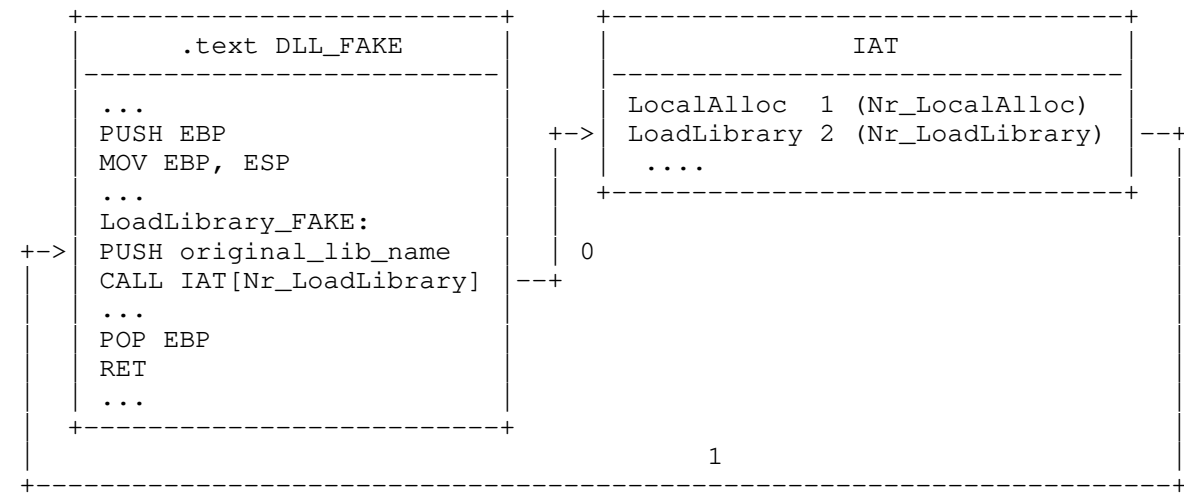 .text DLL_FAKE
IAT
...
PUSH EBP
MOV EBP, ESP
...
LoadLibrary_FAKE:
PUSH original_lib_name
CALL IAT[Nr_LoadLibrary]
...
POP EBP
RET
...
LocalAlloc 1 (Nr_LocalAlloc)
LoadLibrary 2 (Nr_LoadLibrary)
....
0
1